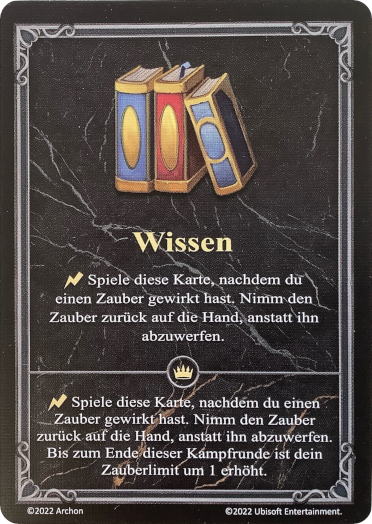 Wissen
Spiele diese Karte, nachdem du
einen Zauber gewirkt hast. Nimm den
Zauber zurück auf die Hand, anstatt ihn
abzuwerfen.
Spiele diese Karte, nachdem du einen
Zauber gewirkt hast. Nimm den Zauber
zurück auf die Hand, anstatt ihn abzuwerfen.
Bis zum Ende dieser Kampfrunde ist dein
Zauberlimit um 1 erhöht.
©2022 Archon
©2022 Ubisoft Entertainment.